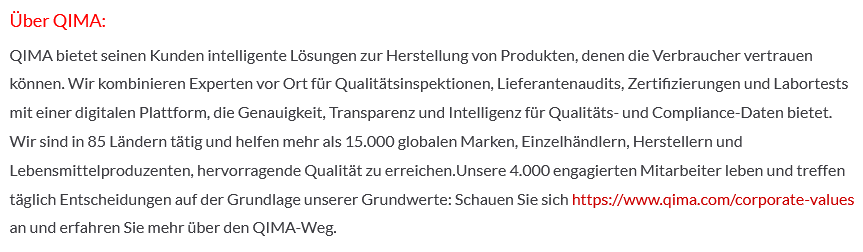 Über QIMA:
QIMA bietet seinen Kunden intelligente Lösungen zur Herstellung von Produkten, denen die Verbraucher vertrauen
können. Wir kombinieren Experten vor Ort für Qualitätsinspektionen, Lieferantenaudits, Zertifizierungen und Labortests
mit einer digitalen Plattform, die Genauigkeit, Transparenz und Intelligenz für Qualitäts- und Compliance-Daten bietet.
Wir sind in 85 Ländern tätig und helfen mehr als 15.000 globalen Marken, Einzelhändlern, Herstellern und
Lebensmittelproduzenten, hervorragende Qualität zu erreichen.Unsere 4.000 engagierten Mitarbeiter leben und treffen
täglich Entscheidungen auf der Grundlage unserer Grundwerte: Schauen Sie sich https://www.qima.com/corporate-values
an und erfahren Sie mehr über den QIMA-Weg.